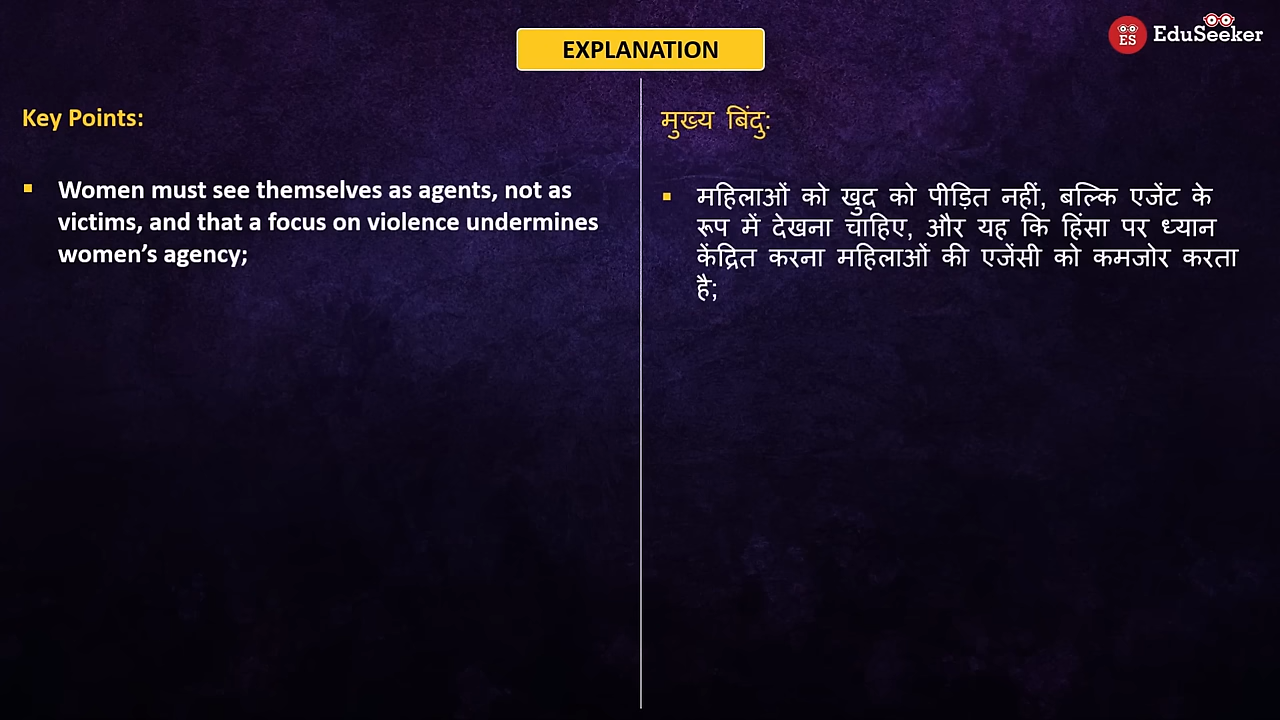 EXPLANATION
ES
EduSeeker
Key Points:
▪ Women must see themselves as agents, not as
victims, and that a focus on violence undermines
women’s agency;
मुख्य बिंदु:
▪ महिलाओं को खुद को पीड़ित नहीं, बल्कि एजेंट के
रूप में देखना चाहिए, और यह कि हिंसा पर ध्यान
केंद्रित करना महिलाओं की एजेंसी को कमजोर करता
है;